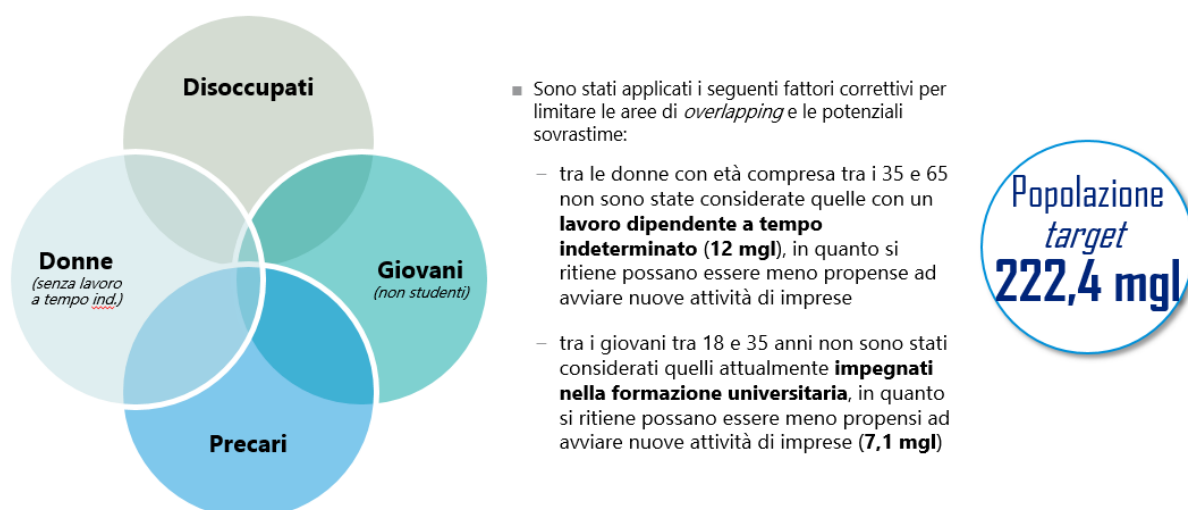 Disoccupati
Donne
(senza lavoro
a tempo ind.)
Giovani
(non studenti)
Precari
▪ Sono stati applicati i seguenti fattori correttivi per
limitare le aree di overlapping e le potenziali
sovrastime:
– tra le donne con età compresa tra i 35 e 65
non sono state considerate quelle con un
lavoro dipendente a tempo
indeterminato (12 mgl), in quanto si
ritiene possano essere meno propense ad
avviare nuove attività di imprese
– tra i giovani tra 18 e 35 anni non sono stati
considerati quelli attualmente impegnati
nella formazione universitaria, in quanto
si ritiene possano essere meno propensi ad
avviare nuove attività di imprese (7,1 mgl)
Popolazione
target
222,4 mgl